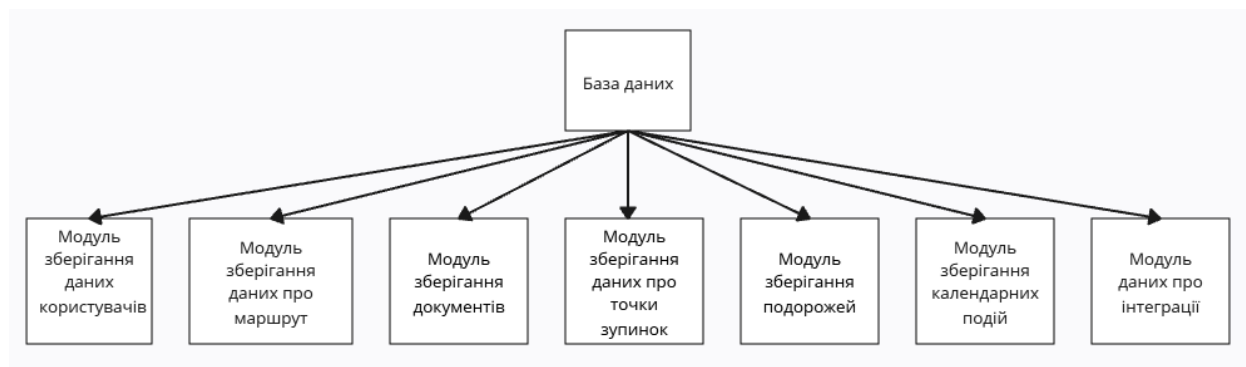 База даних
Модуль
зберігання
даних
користувачів
Модуль
зберігання
даних про
маршрут
Модуль
зберігання
документів
Модуль
зберігання
даних про
точки
зупинок
Модуль
зберігання
подорожей
Модуль
зберігання
календарних
подій
Модуль
даних про
інтеграції